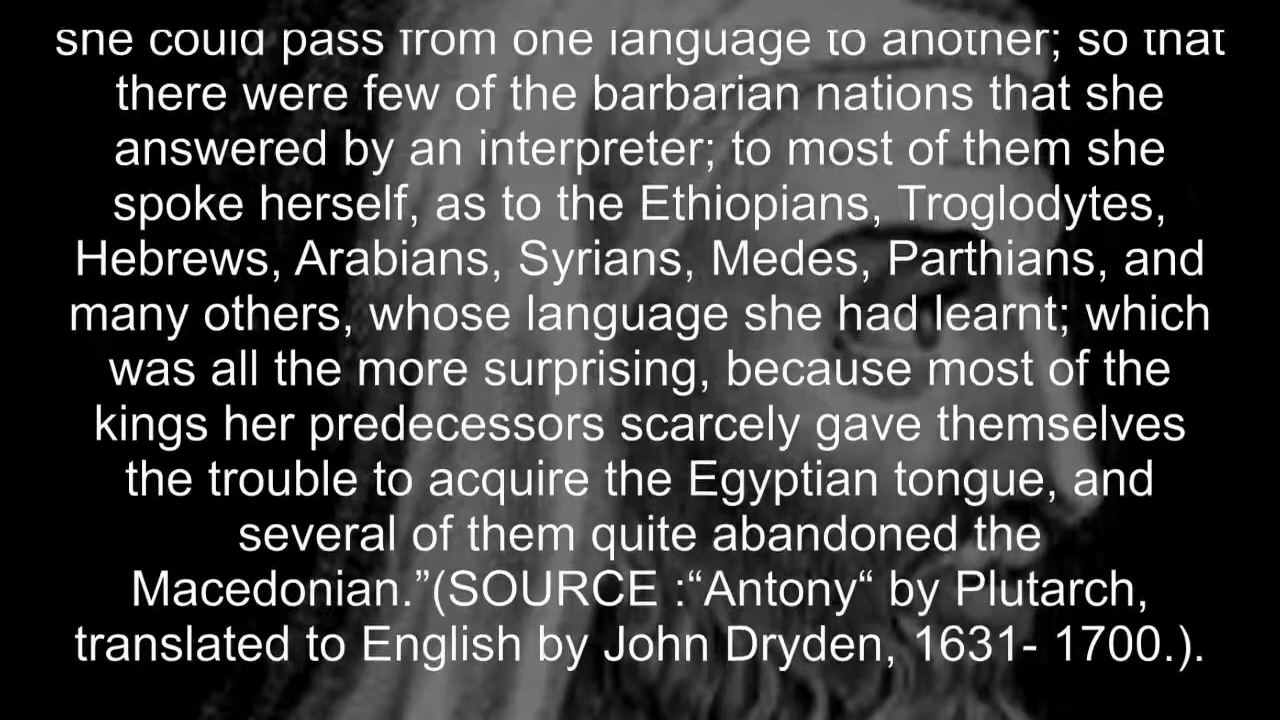 she could pass from one language to another; so that
there were few of the barbarian nations that she
answered by an interpreter; to most of them she
spoke herself, as to the Ethiopians, Troglodytes,
Hebrews, Arabians, Syrians, Medes, Parthians, and
many others, whose language she had learnt; which
was all the more surprising, because most of the
kings her predecessors scarcely gave themselves
the trouble to acquire the Egyptian tongue, and
several of them quite abandoned the
Macedonian.”(SOURCE :“Antony“ by Plutarch,
translated to English by John Dryden, 1631- 1700.).